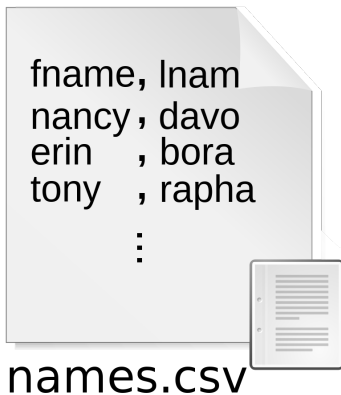 fname, lnam
nancy, davo
erin , bora
tony , rapha
⋮
names.csv